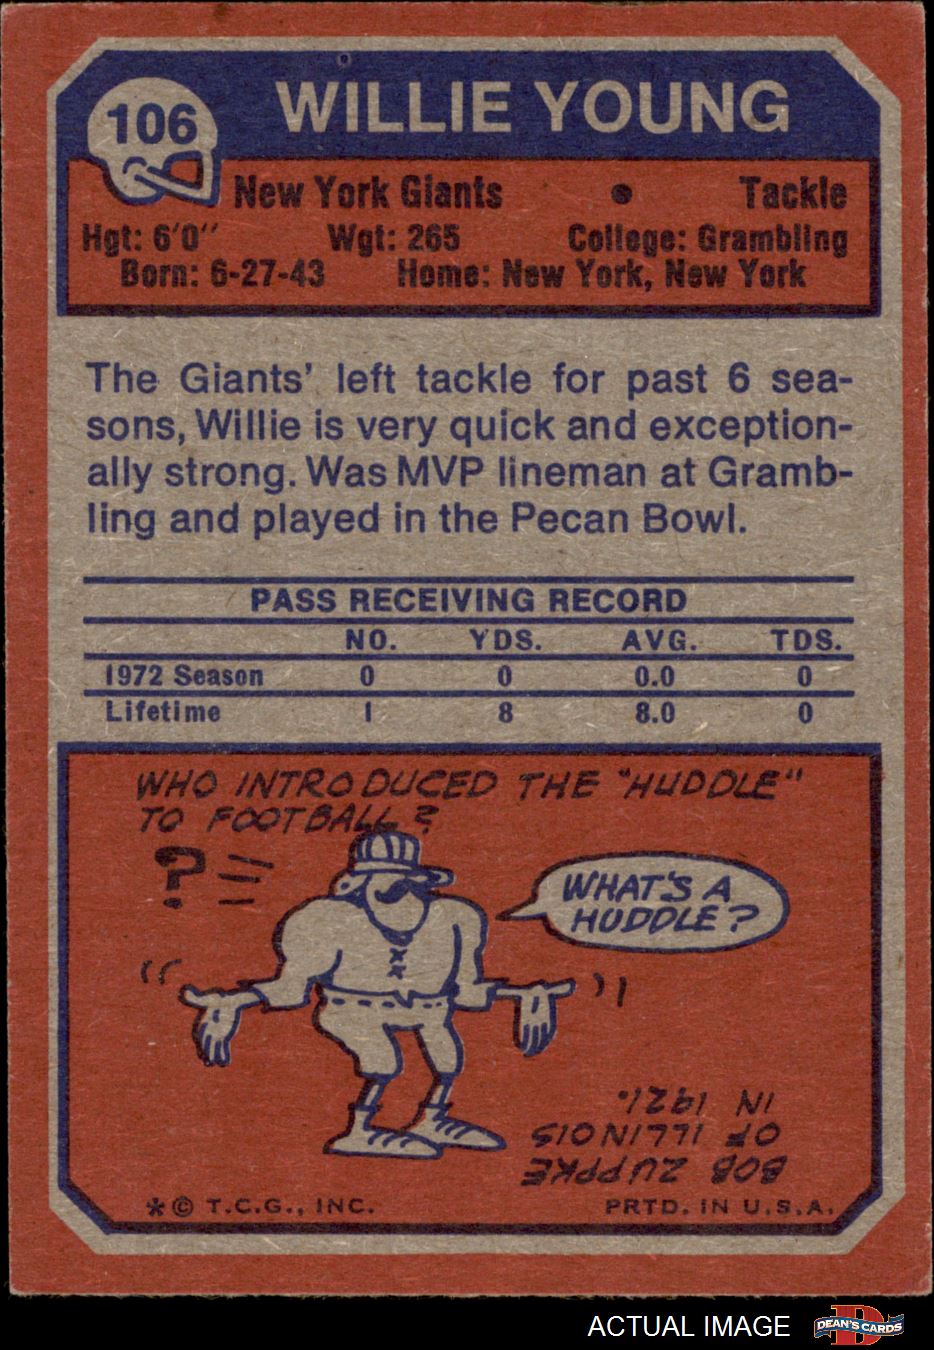 106
WILLIE YOUNG
New York Giants • Tackle
Hgt: 6'0" Wgt: 265 College: Grambling
Born: 6-27-43 Home: New York, New York
The Giants' left tackle for past 6 sea-
sons, Willie is very quick and exception-
ally strong. Was MVP lineman at Gramb-
ling and played in the Pecan Bowl.
PASS RECEIVING RECORD
NO. YDS. AVG. TDS.
1972 Season 0 0 0.0 0
Lifetime 1 8 8.0 0
WHO INTRODUCED THE "HUDDLE"
TO FOOTBALL?
?
WHAT'S A
HUDDLE?
BOB ZUPPKE
OF ILLINOIS
IN 1921.
*© T.C.G., INC. PRTD. IN U.S.A.
ACTUAL IMAGE
DEAN'S CARDS